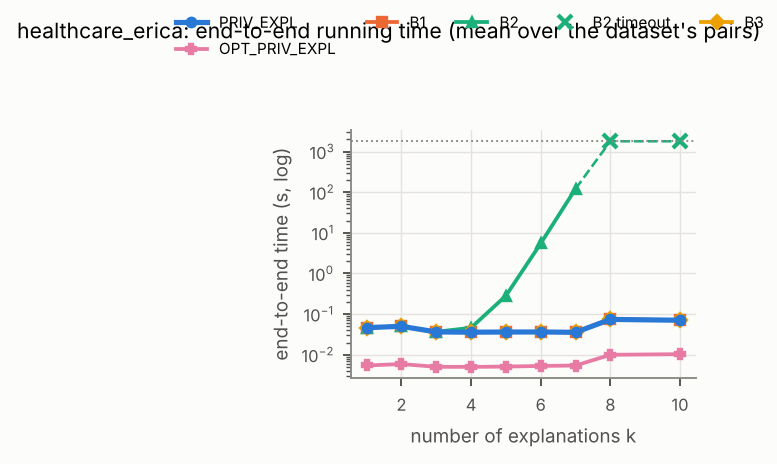 healthcare_erica: end-to-end running time (mean over the dataset's pairs)
PRIV_EXPL B1 B2 B2 timeout B3
OPT_PRIV_EXPL
end-to-end time (s, log)
10³
10²
10¹
10⁰
10⁻¹
10⁻²
2 4 6 8 10
number of explanations k